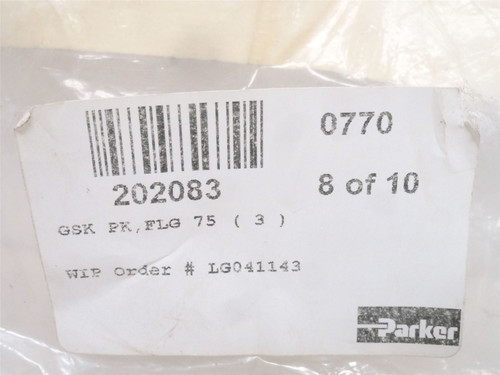 0770
202083
8 of 10
GSK PK,FLG 75 ( 3 )
WIP Order # LG041143
Parker